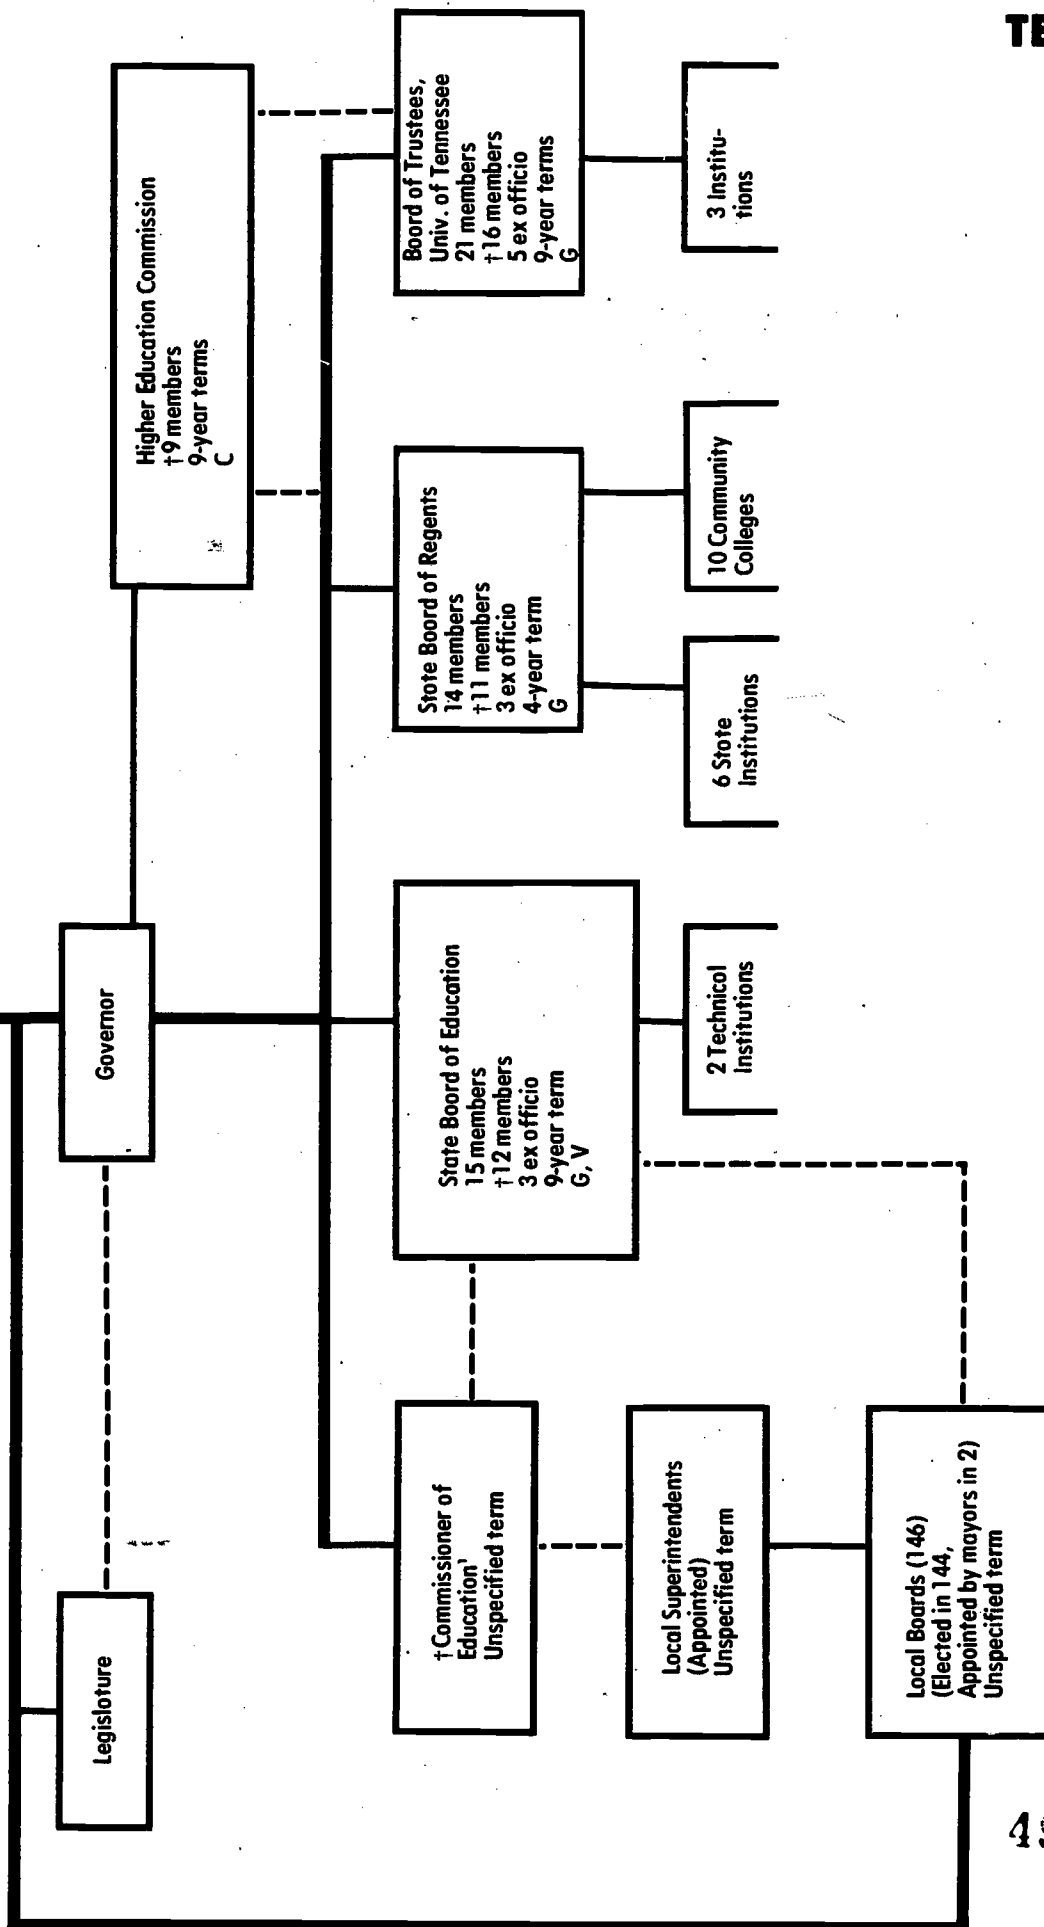 TE
Legislature
Governor
Higher Education Commission
†9 members
9-year terms
C
†Commissioner of
Education¹
Unspecified term
State Board of Education
15 members
†12 members
3 ex officio
9-year term
G, V
State Board of Regents
14 members
†11 members
3 ex officio
4-year term
G
Board of Trustees,
Univ. of Tennessee
21 members
†16 members
5 ex officio
9-year terms
G
Local Superintendents
(Appointed)
Unspecified term
2 Technical
Institutions
6 State
Institutions
10 Community
Colleges
3 Institu-
tions
Local Boards (146)
(Elected in 144,
Appointed by mayors in 2)
Unspecified term